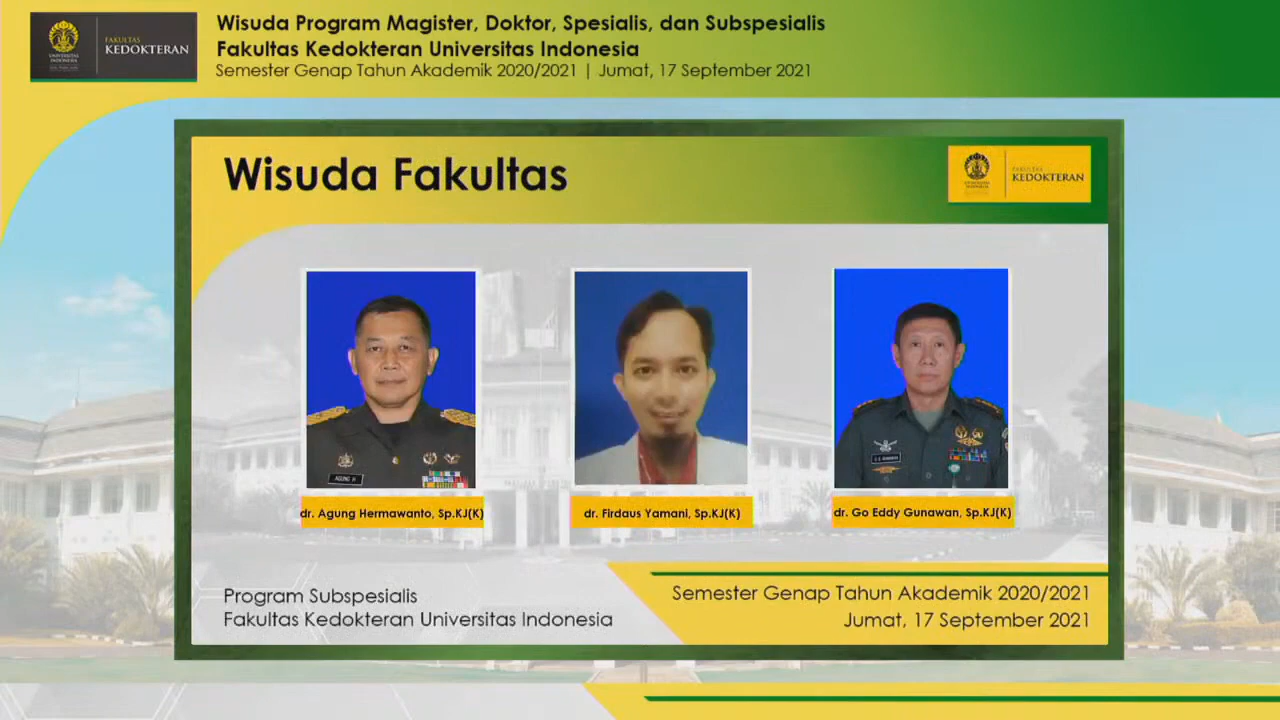 FAKULTAS
KEDOKTERAN
UNIVERSITAS
INDONESIA
Wisuda Program Magister, Doktor, Spesialis, dan Subspesialis
Fakultas Kedokteran Universitas Indonesia
Semester Genap Tahun Akademik 2020/2021 | Jumat, 17 September 2021
Wisuda Fakultas
FAKULTAS
KEDOKTERAN
AGUNG H
dr. Agung Hermawanto, Sp.KJ(K)
dr. Firdaus Yamani, Sp.KJ(K)
dr. Go Eddy Gunawan, Sp.KJ(K)
Program Subspesialis
Fakultas Kedokteran Universitas Indonesia
Semester Genap Tahun Akademik 2020/2021
Jumat, 17 September 2021